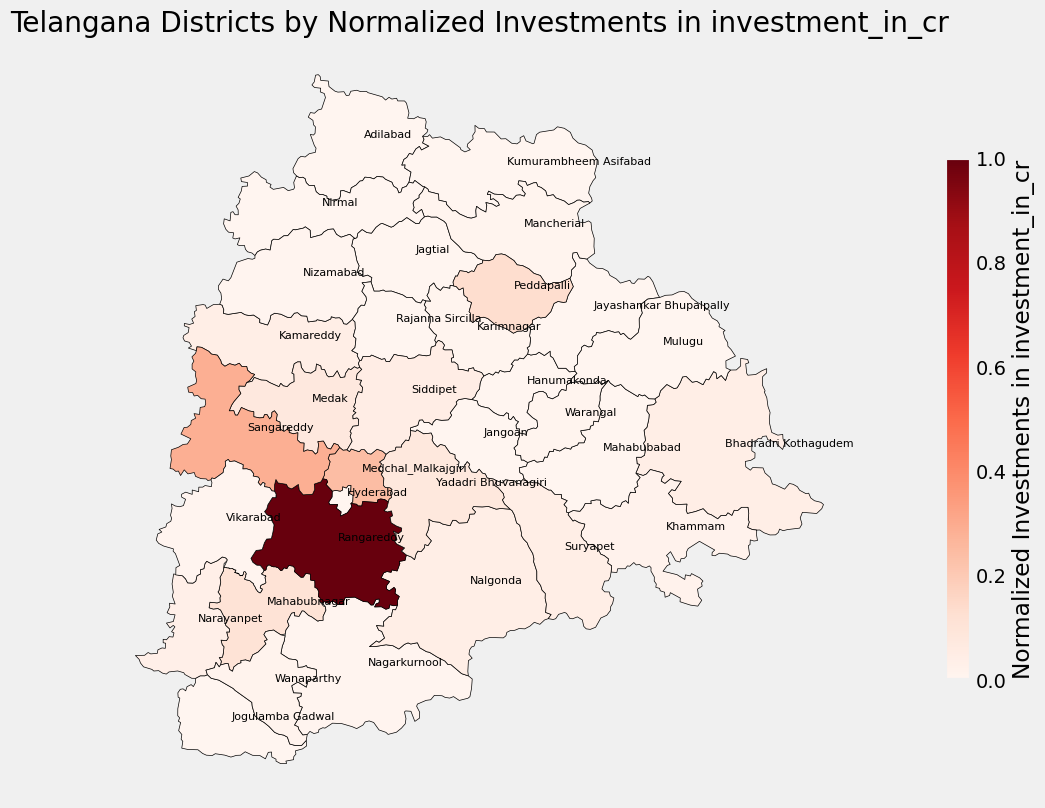 Telangana Districts by Normalized Investments in investment_in_cr
Adilabad
Kumurambheem Asifabad
Nirmal
Mancherial
Jagtial
Nizamabad
Peddapalli
Jayashankar Bhupalpally
Rajanna Sircilla
Karimnagar
Kamareddy
Mulugu
Hanumakonda
Siddipet
Medak
Warangal
Sangareddy
Jangoan
Bhadradri Kothagudem
Mahabubabad
Medchal_Malkajgiri
Yadadri Bhuvanagiri
Hyderabad
Vikarabad
Khammam
Rangareddy
Suryapet
Nalgonda
Mahabubnagar
Narayanpet
Nagarkurnool
Wanaparthy
Jogulamba Gadwal
1.0
0.8
0.6
0.4
0.2
0.0
Normalized Investments in investment_in_cr